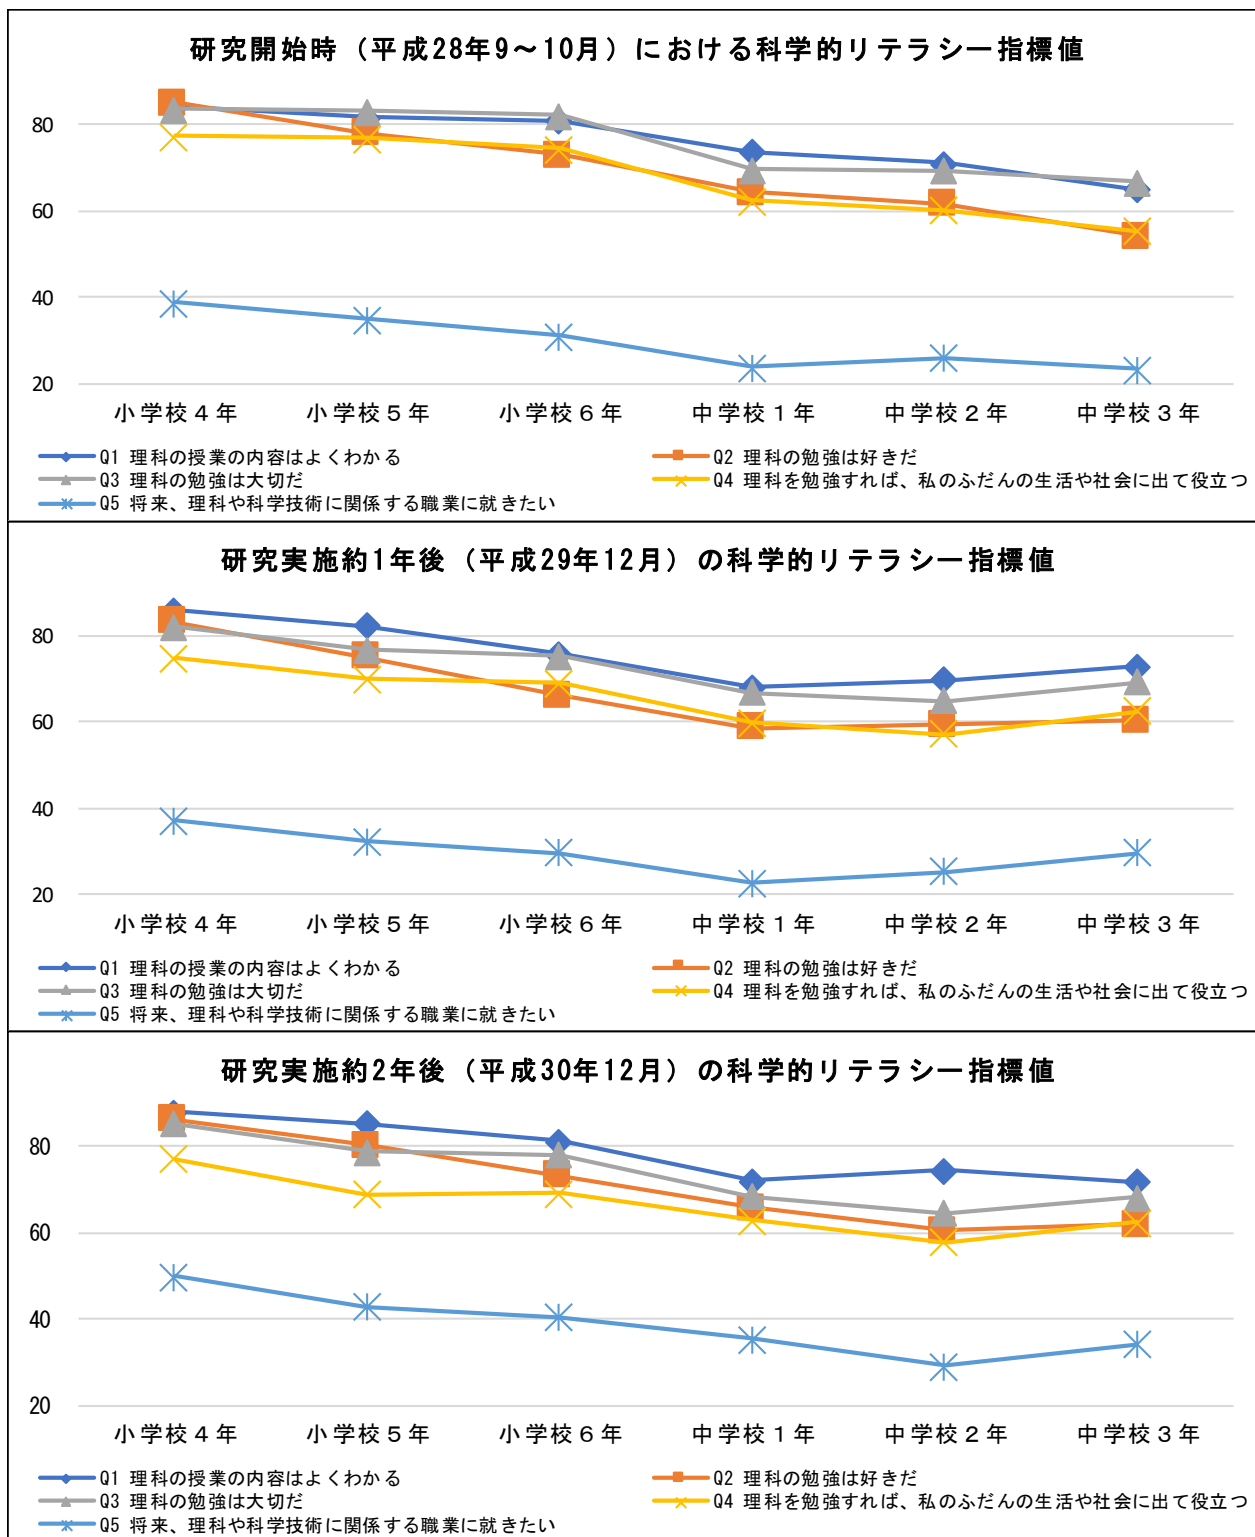 研究開始時（平成28年9～10月）における科学的リテラシー指標値
80
60
40
20
小学校４年 小学校５年 小学校６年 中学校１年 中学校２年 中学校３年
Q1 理科の授業の内容はよくわかる Q2 理科の勉強は好きだ
Q3 理科の勉強は大切だ Q4 理科を勉強すれば、私のふだんの生活や社会に出て役立つ
Q5 将来、理科や科学技術に関係する職業に就きたい
研究実施約1年後（平成29年12月）の科学的リテラシー指標値
80
60
40
20
小学校４年 小学校５年 小学校６年 中学校１年 中学校２年 中学校３年
Q1 理科の授業の内容はよくわかる Q2 理科の勉強は好きだ
Q3 理科の勉強は大切だ Q4 理科を勉強すれば、私のふだんの生活や社会に出て役立つ
Q5 将来、理科や科学技術に関係する職業に就きたい
研究実施約2年後（平成30年12月）の科学的リテラシー指標値
80
60
40
20
小学校４年 小学校５年 小学校６年 中学校１年 中学校２年 中学校３年
Q1 理科の授業の内容はよくわかる Q2 理科の勉強は好きだ
Q3 理科の勉強は大切だ Q4 理科を勉強すれば、私のふだんの生活や社会に出て役立つ
Q5 将来、理科や科学技術に関係する職業に就きたい